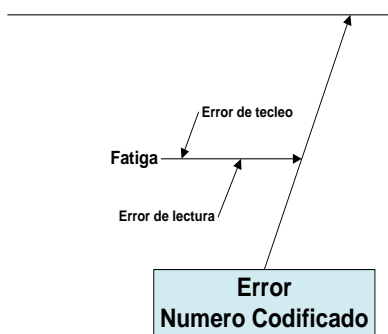 Error de tecleo
Fatiga
Error de lectura
Error
Numero Codificado